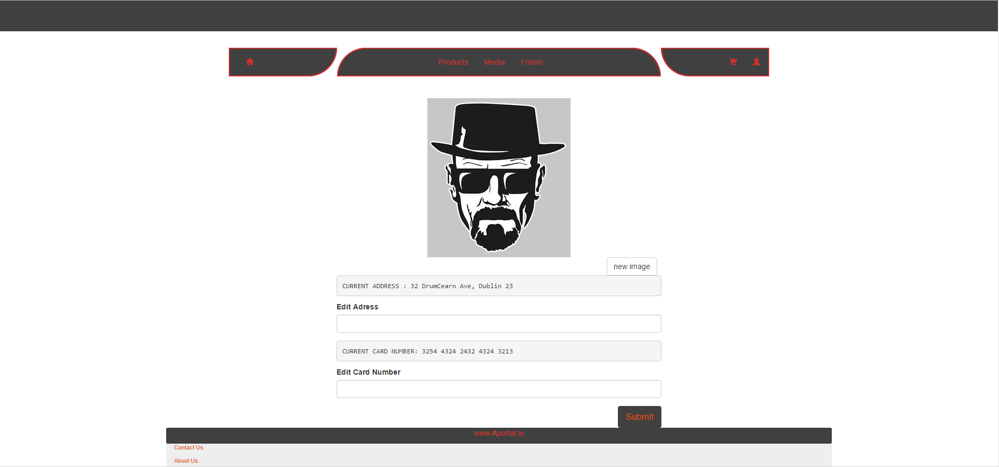 Products Media Forum
new image
CURRENT ADDRESS : 32 DrumCearn Ave, Dublin 23
Edit Adress
CURRENT CARD NUMBER: 3254 4324 2432 4324 3213
Edit Card Number
Submit
www.Aportal.ie
Contact Us.
About Us.